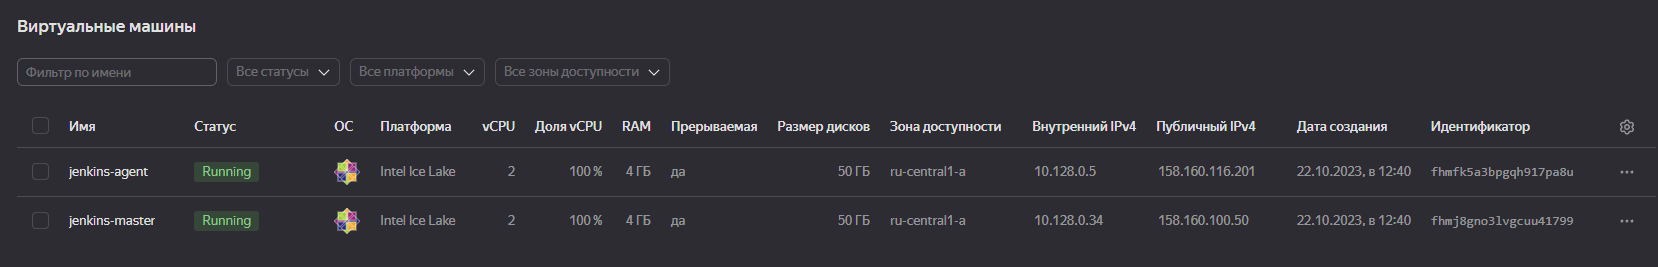 Виртуальные машины
Фильтр по имени Все статусы Все платформы Все зоны доступности
Имя Статус ОС Платформа vCPU Доля vCPU RAM Прерываемая Размер дисков Зона доступности Внутренний IPv4 Публичный IPv4 Дата создания Идентификатор
jenkins-agent Running Intel Ice Lake 2 100 % 4 ГБ да 50 ГБ ru-central1-a 10.128.0.5 158.160.116.201 22.10.2023, в 12:40 fhmfk5a3bpgqh917pa8u
jenkins-master Running Intel Ice Lake 2 100 % 4 ГБ да 50 ГБ ru-central1-a 10.128.0.34 158.160.100.50 22.10.2023, в 12:40 fhmj8gno3lvgcuu41799